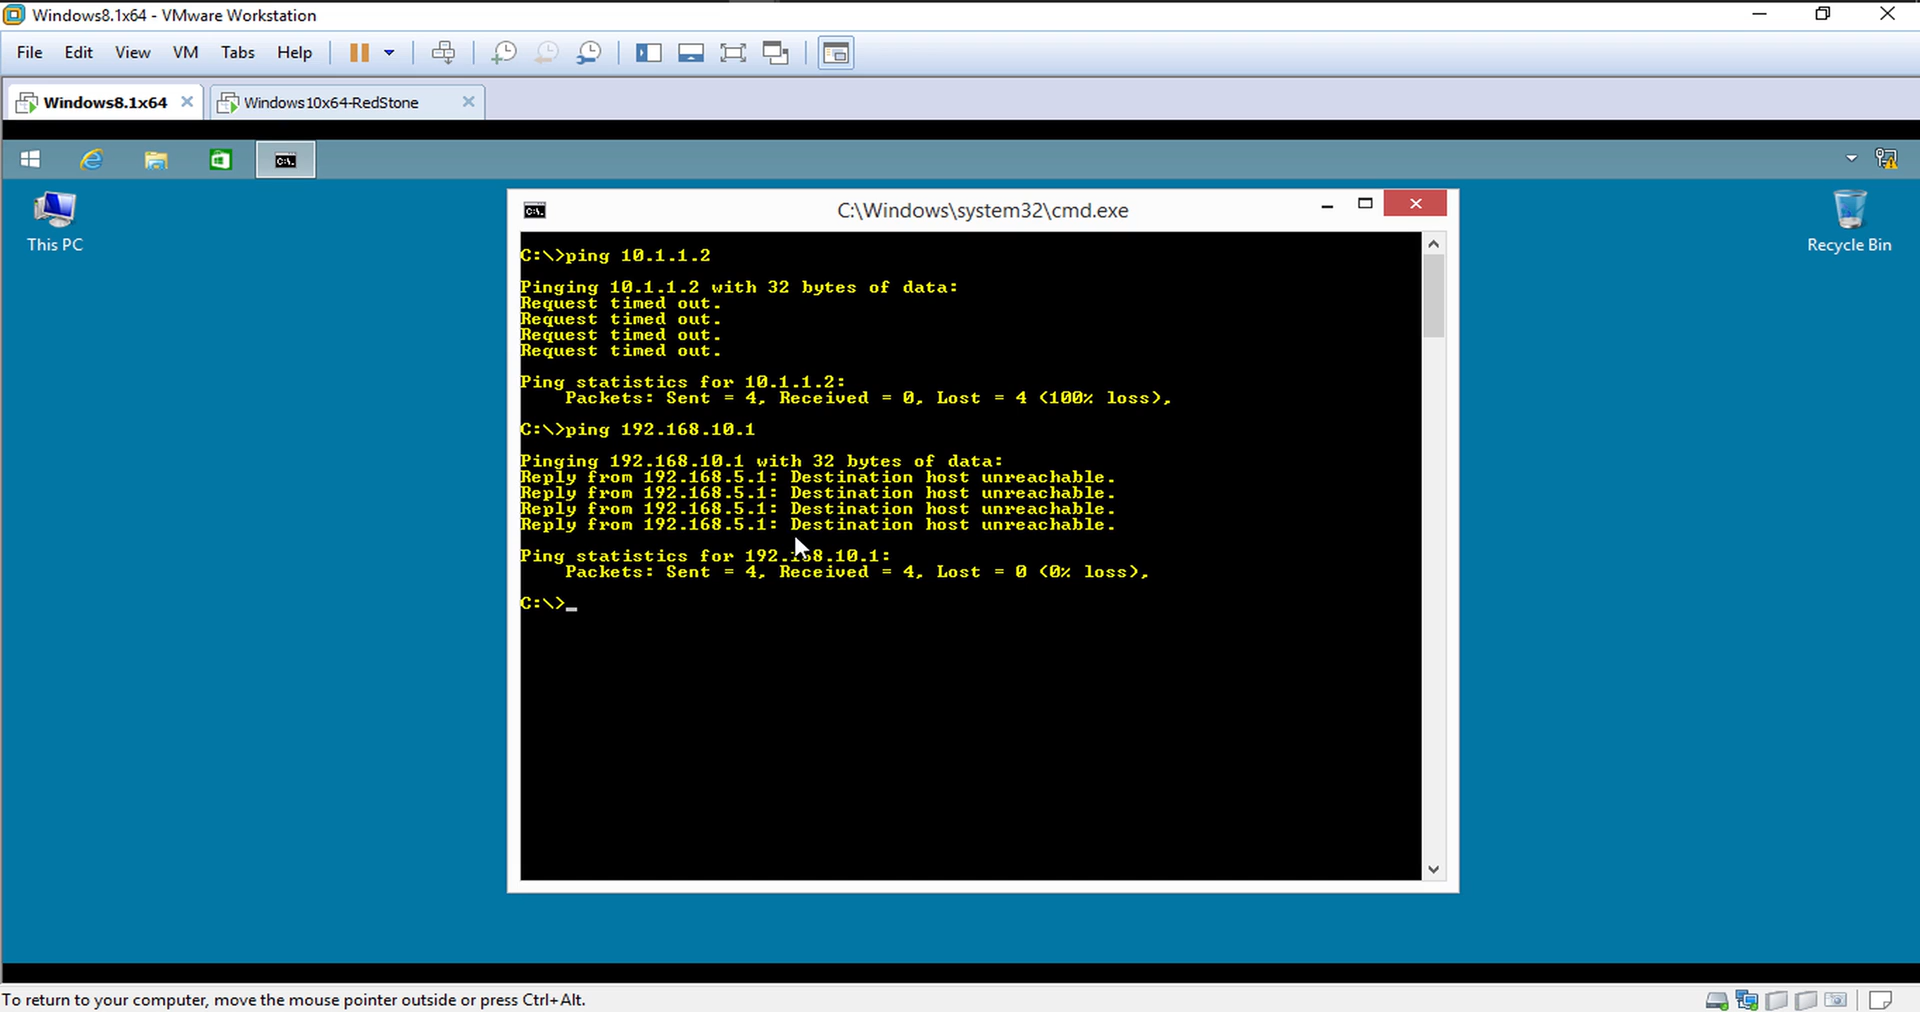 Windows8.1x64 - VMware Workstation
File Edit View VM Tabs Help
Windows8.1x64 Windows10x64-RedStone
This PC
Recycle Bin
C:\Windows\system32\cmd.exe
C:\>ping 10.1.1.2
Pinging 10.1.1.2 with 32 bytes of data:
Request timed out.
Request timed out.
Request timed out.
Request timed out.
Ping statistics for 10.1.1.2:
Packets: Sent = 4, Received = 0, Lost = 4 (100% loss),
C:\>ping 192.168.10.1
Pinging 192.168.10.1 with 32 bytes of data:
Reply from 192.168.5.1: Destination host unreachable.
Reply from 192.168.5.1: Destination host unreachable.
Reply from 192.168.5.1: Destination host unreachable.
Reply from 192.168.5.1: Destination host unreachable.
Ping statistics for 192.168.10.1:
Packets: Sent = 4, Received = 4, Lost = 0 (0% loss),
C:\>_
To return to your computer, move the mouse pointer outside or press Ctrl+Alt.